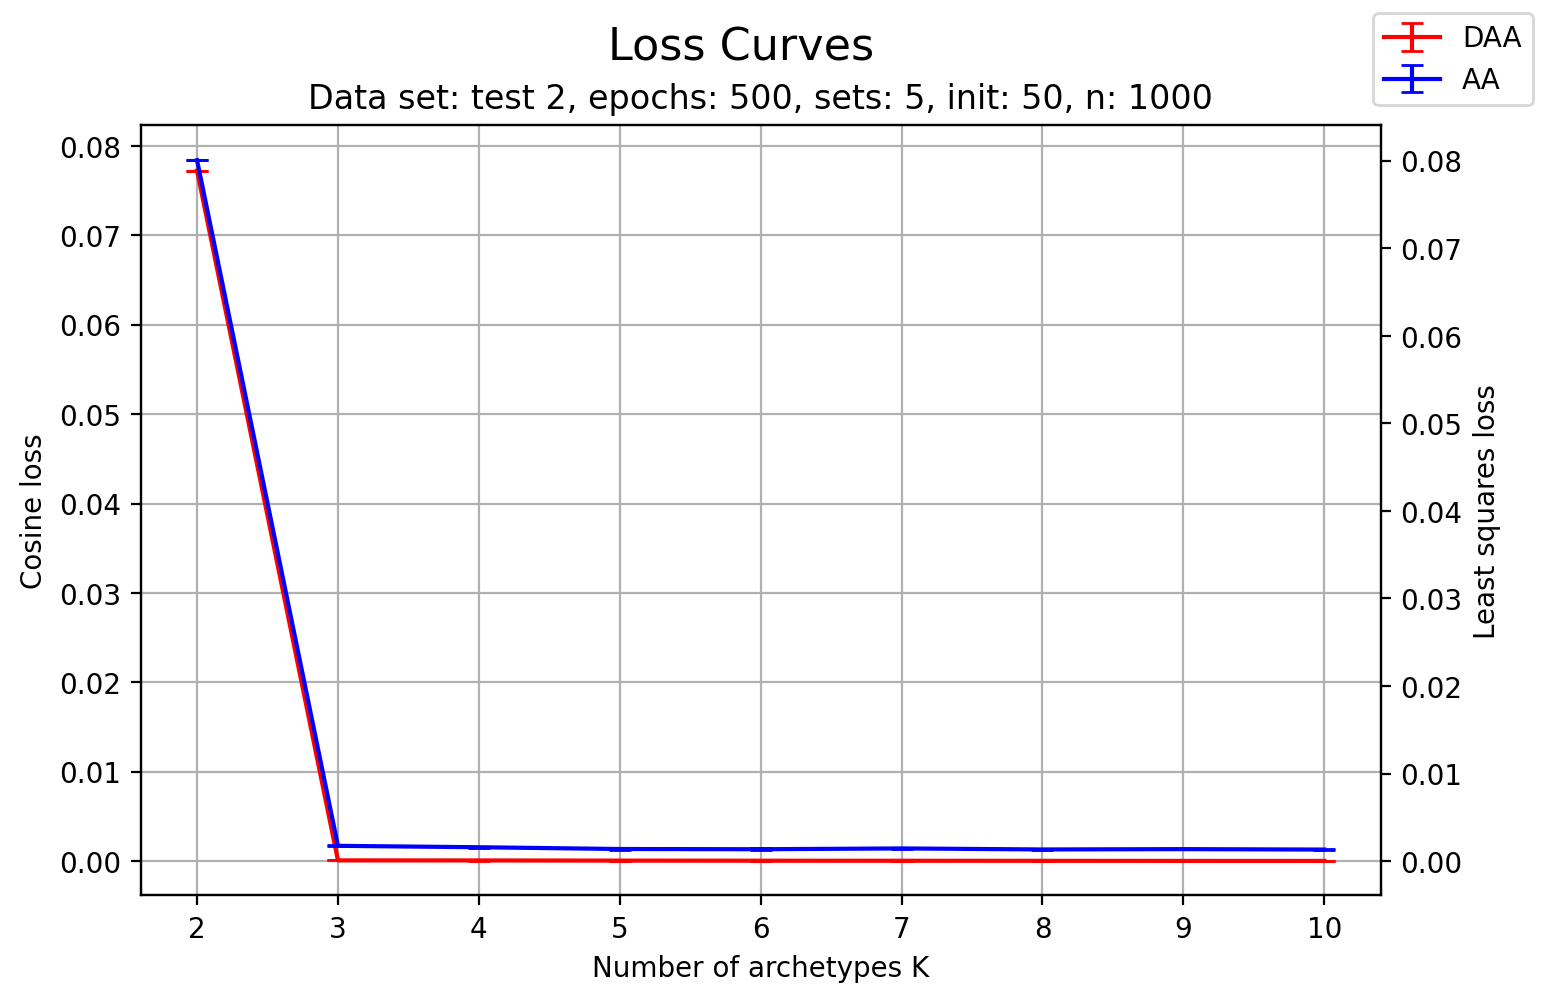 Loss Curves
Data set: test 2, epochs: 500, sets: 5, init: 50, n: 1000
DAA
AA
Cosine loss
0.08
0.07
0.06
0.05
0.04
0.03
0.02
0.01
0.00
0.08
0.07
0.06
0.05
0.04
0.03
0.02
0.01
0.00
Least squares loss
2 3 4 5 6 7 8 9 10
Number of archetypes K